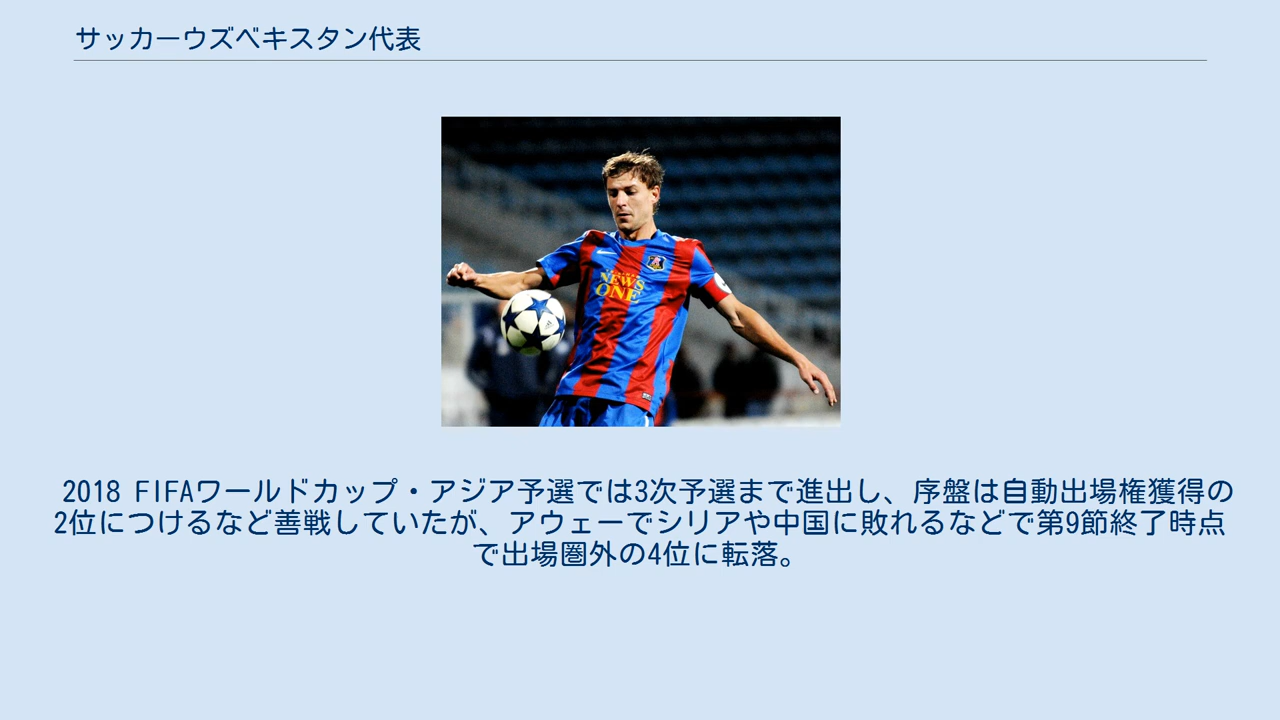 サッカーウズベキスタン代表
NEWS
ONE
2018 FIFAワールドカップ・アジア予選では3次予選まで進出し、序盤は自動出場権獲得の
2位につけるなど善戦していたが、アウェーでシリアや中国に敗れるなどで第9節終了時点
で出場圏外の4位に転落。